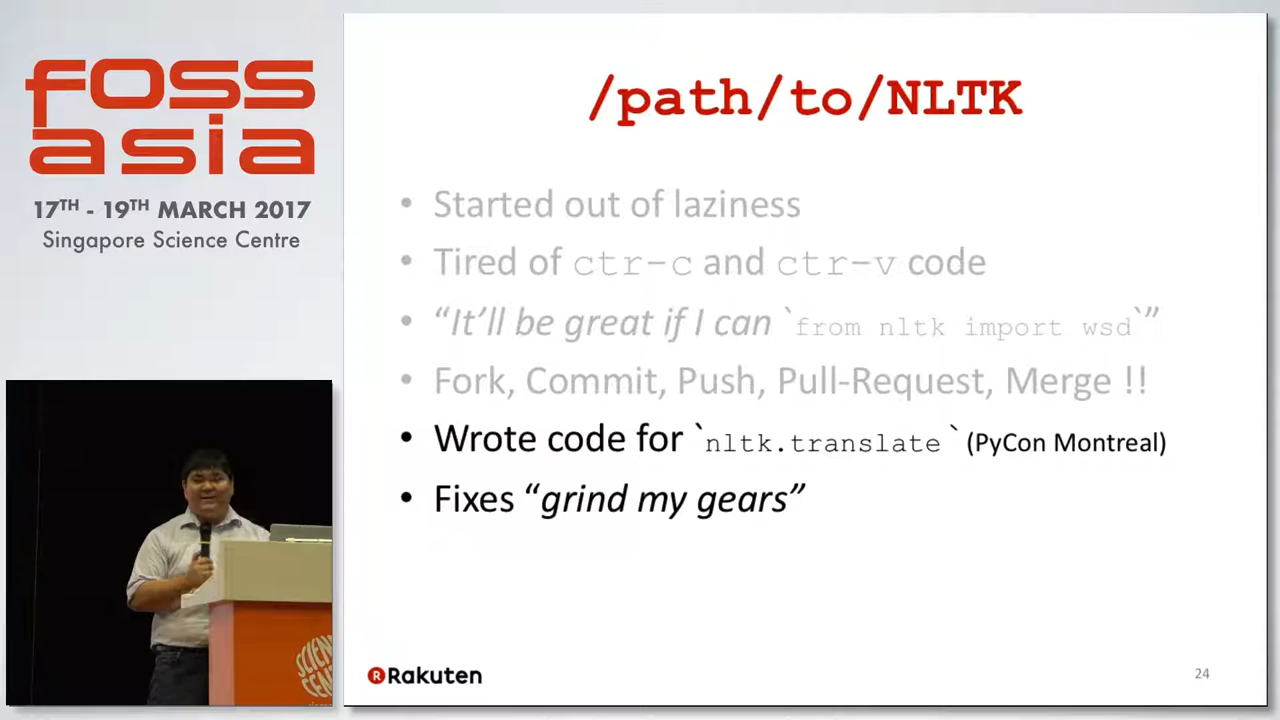 foss
asia
17TH - 19TH MARCH 2017
Singapore Science Centre
/path/to/NLTK
• Started out of laziness
• Tired of ctr-c and ctr-v code
• “It’ll be great if I can `from nltk import wsd`”
• Fork, Commit, Push, Pull-Request, Merge !!
• Wrote code for `nltk.translate ` (PyCon Montreal)
• Fixes “grind my gears”
SCIENCE
CENT
R Rakuten
24